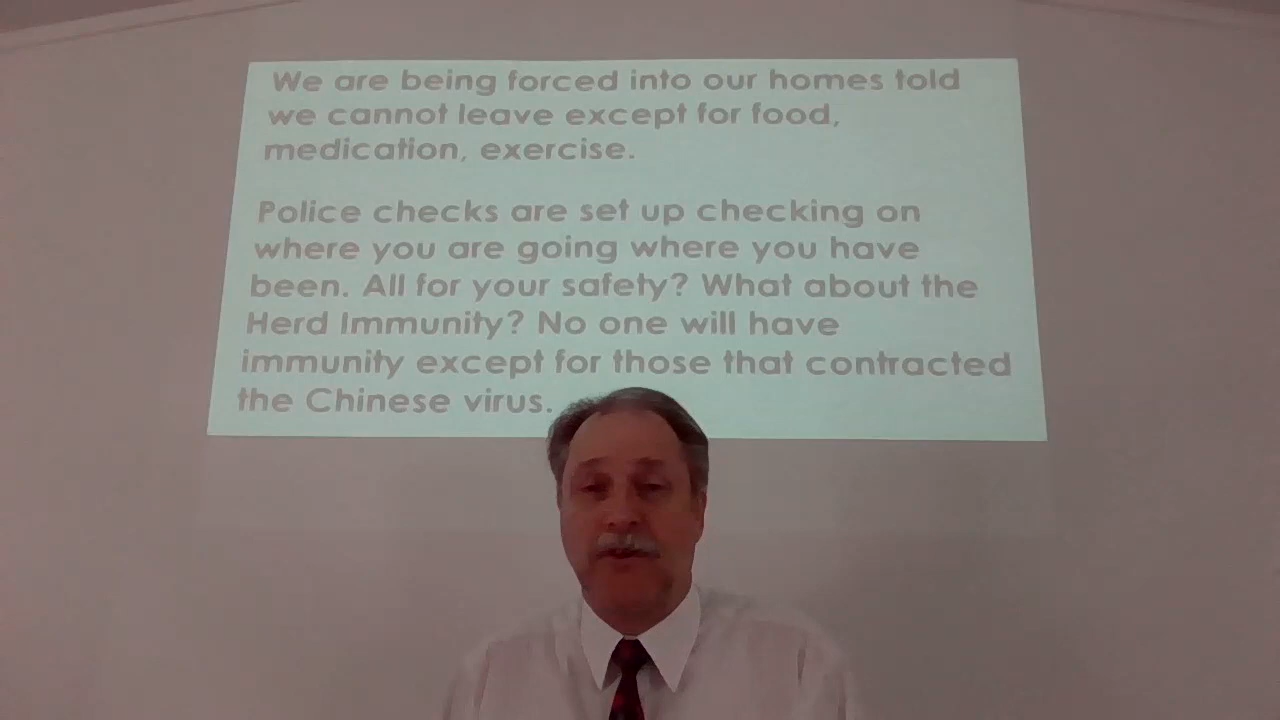 We are being forced into our homes told
we cannot leave except for food,
medication, exercise.
Police checks are set up checking on
where you are going where you have
been. All for your safety? What about the
Herd Immunity? No one will have
immunity except for those that contracted
the Chinese virus.